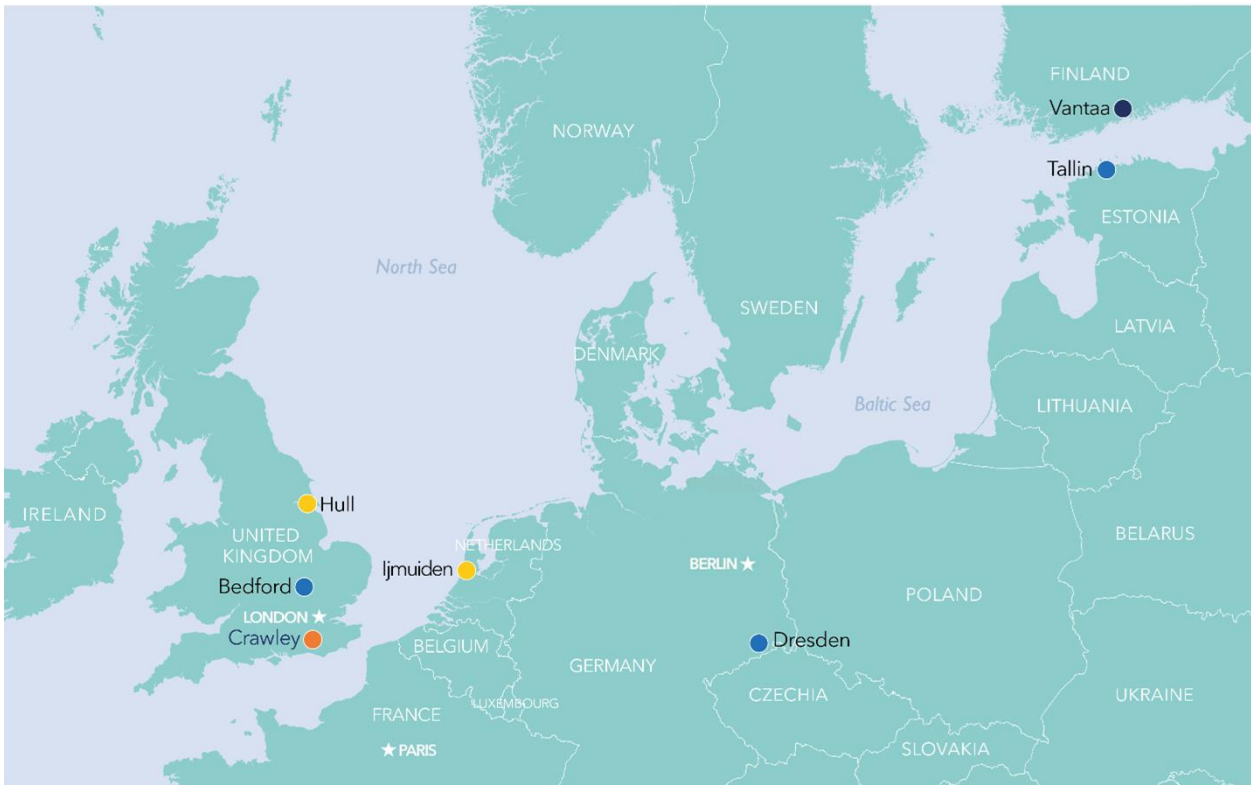 FINLAND
Vantaa
NORWAY
Tallin
ESTONIA
North Sea
SWEDEN
LATVIA
DENMARK
Baltic Sea
LITHUANIA
Hull
IRELAND
UNITED
KINGDOM
BELARUS
NETHERLANDS
Ijmuiden
BERLIN
Bedford
POLAND
LONDON
Crawley
Dresden
BELGIUM
GERMANY
CZECHIA
UKRAINE
LUXEMBOURG
FRANCE
PARIS
SLOVAKIA